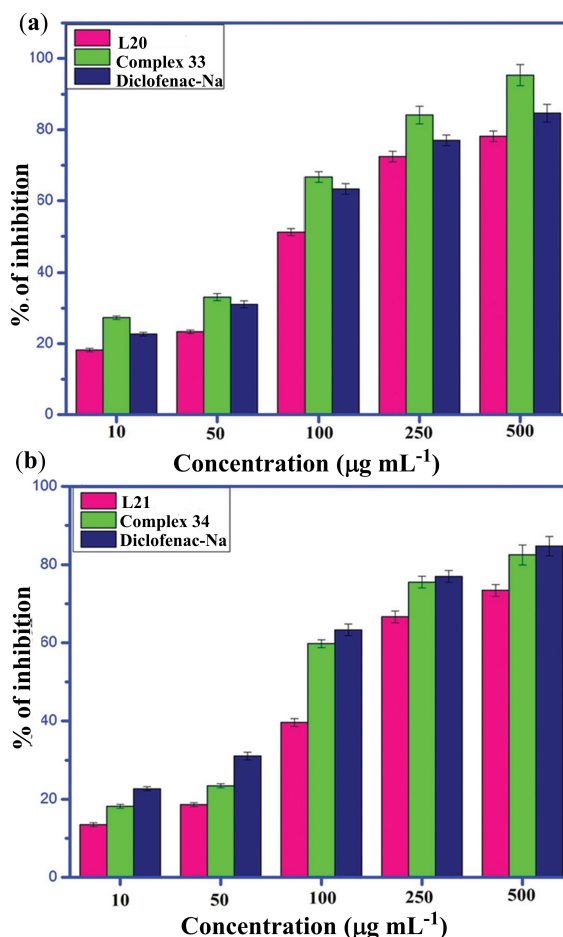 (a)
L20
Complex 33
Diclofenac-Na
100
80
60
40
20
0
% of inhibition
10 50 100 250 500
Concentration (µg mL⁻¹)
(b)
100
L21
Complex 34
Diclofenac-Na
80
60
40
20
0
% of inhibition
10 50 100 250 500
Concentration (µg mL⁻¹)